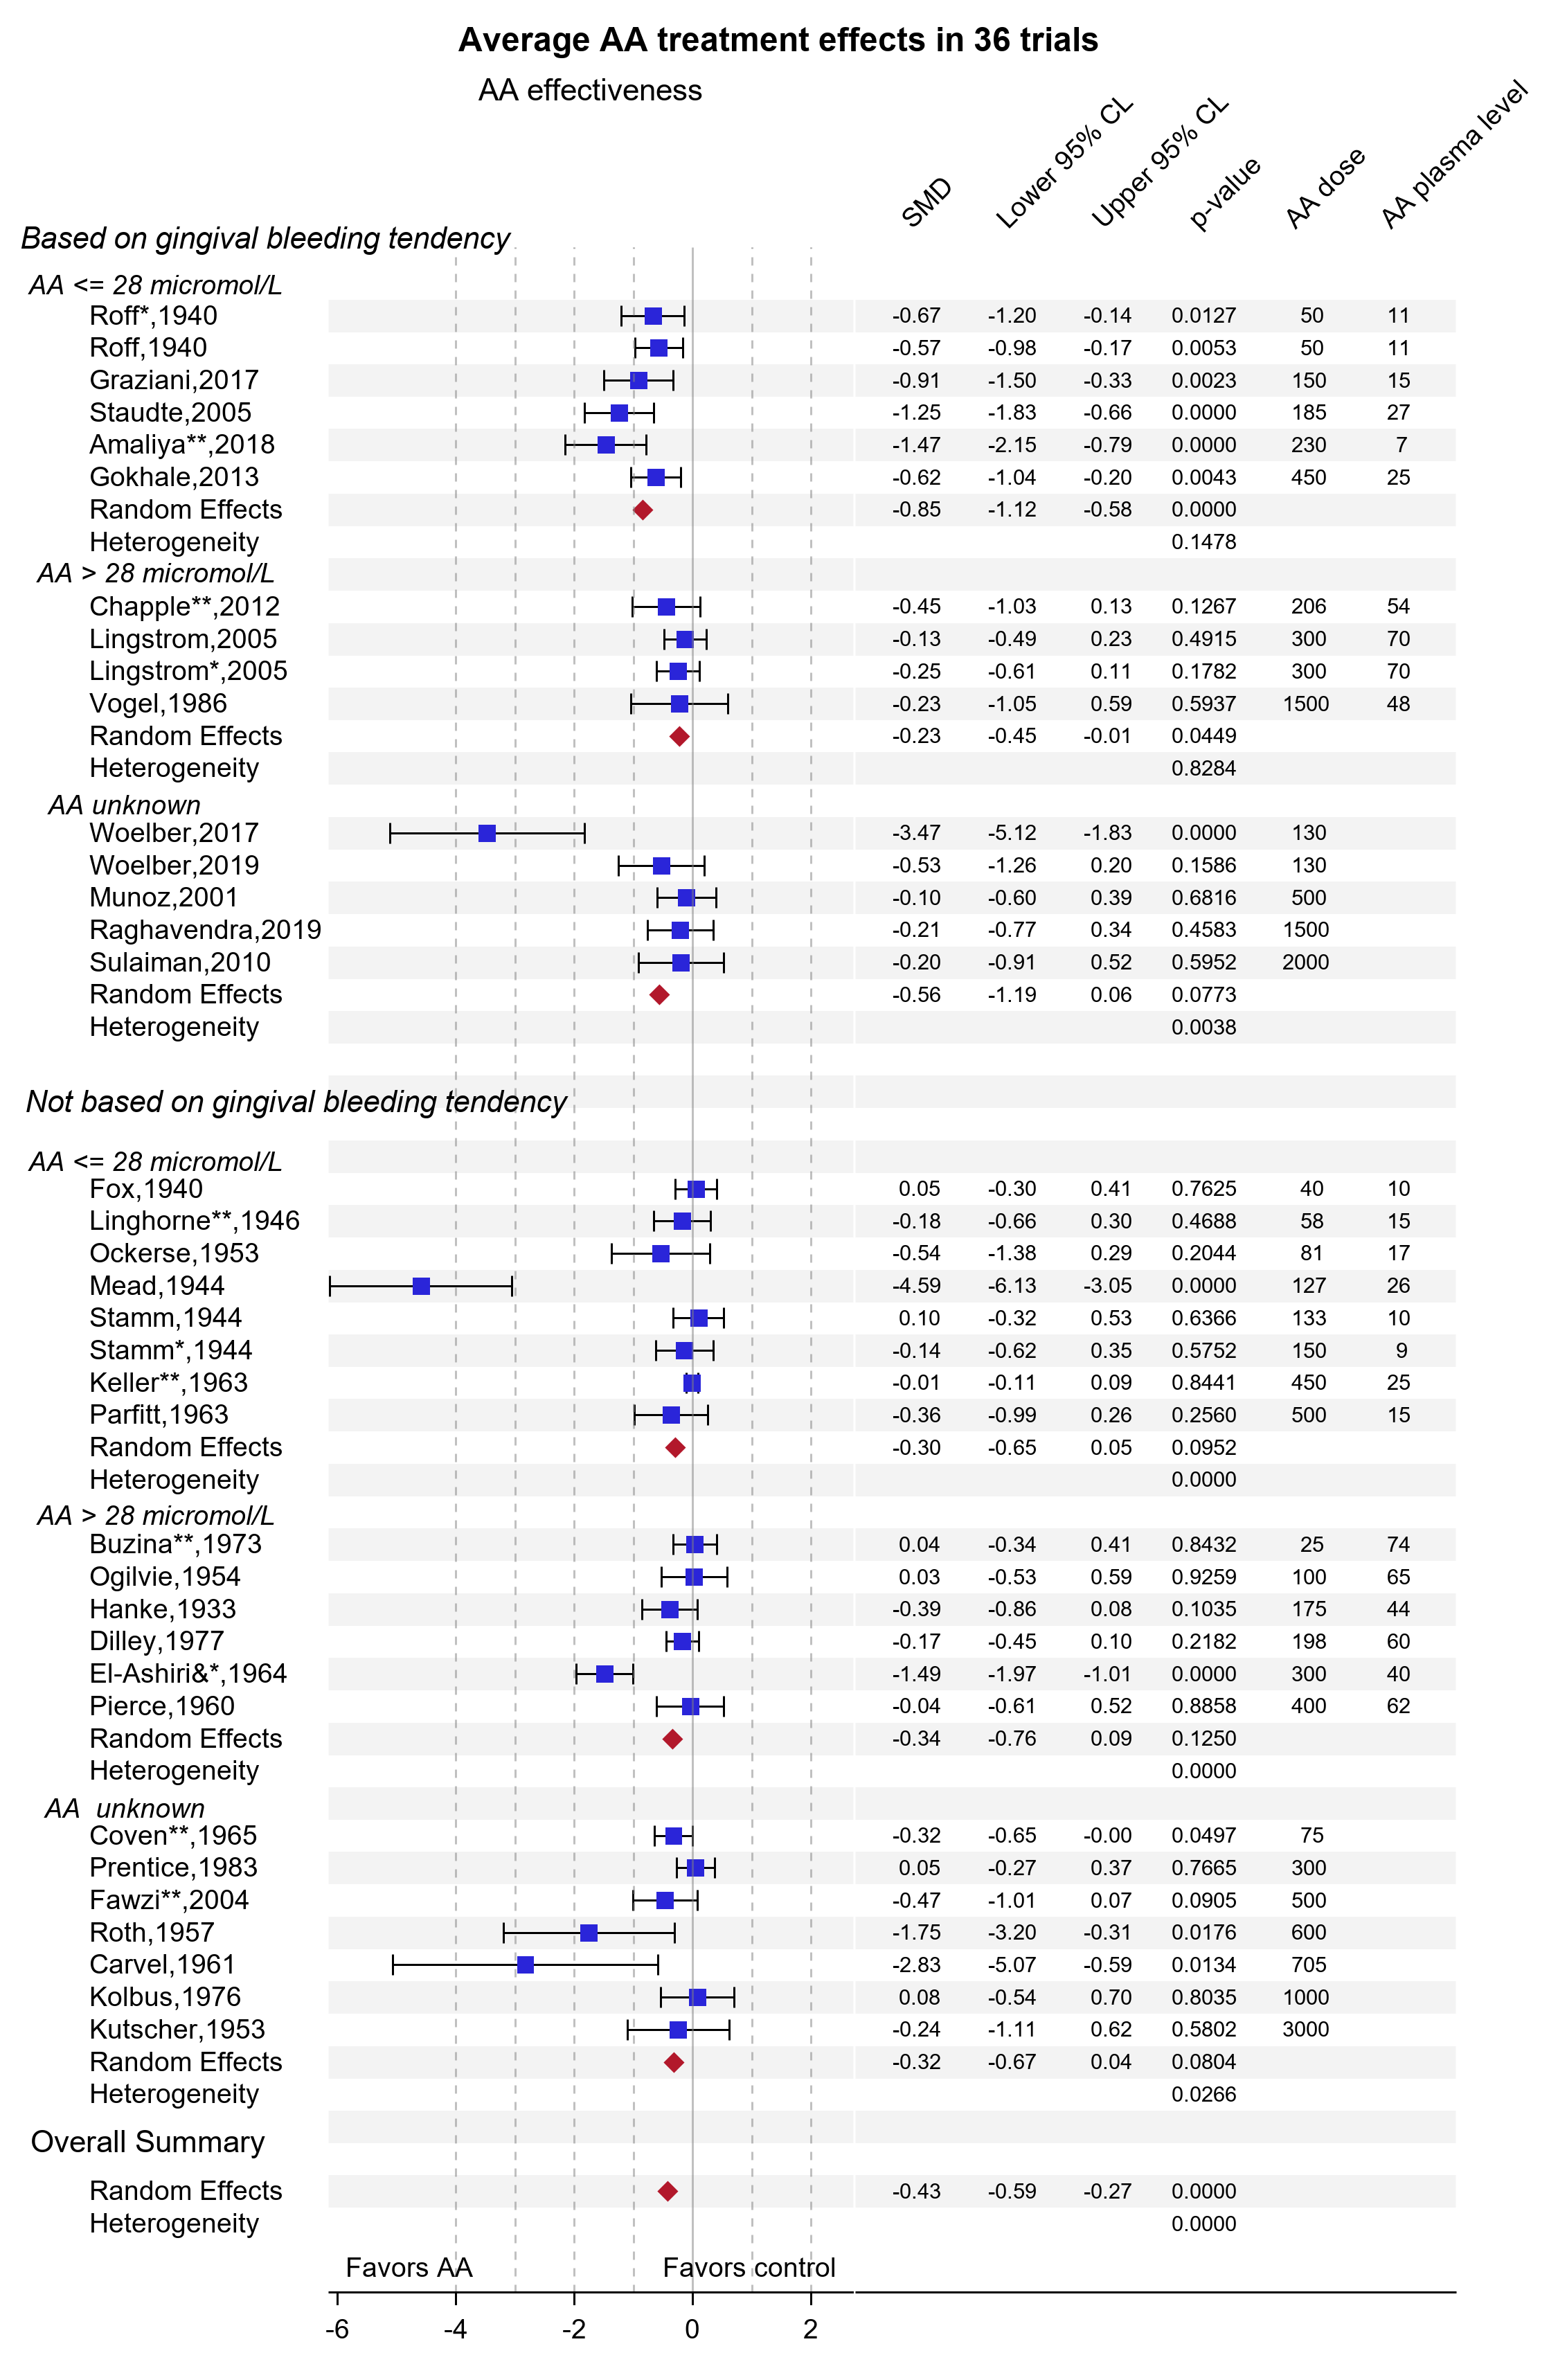 Average AA treatment effects in 36 trials
AA effectiveness
SMD Lower 95% CL Upper 95% CL p-value AA dose AA plasma level
Based on gingival bleeding tendency
AA <= 28 micromol/L
Roff*,1940 -0.67 -1.20 -0.14 0.0127 50 11
Roff,1940 -0.57 -0.98 -0.17 0.0053 50 11
Graziani,2017 -0.91 -1.50 -0.33 0.0023 150 15
Staudte,2005 -1.25 -1.83 -0.66 0.0000 185 27
Amaliya**,2018 -1.47 -2.15 -0.79 0.0000 230 7
Gokhale,2013 -0.62 -1.04 -0.20 0.0043 450 25
Random Effects -0.85 -1.12 -0.58 0.0000
Heterogeneity 0.1478
AA > 28 micromol/L
Chapple**,2012 -0.45 -1.03 0.13 0.1267 206 54
Lingstrom,2005 -0.13 -0.49 0.23 0.4915 300 70
Lingstrom*,2005 -0.25 -0.61 0.11 0.1782 300 70
Vogel,1986 -0.23 -1.05 0.59 0.5937 1500 48
Random Effects -0.23 -0.45 -0.01 0.0449
Heterogeneity 0.8284
AA unknown
Woelber,2017 -3.47 -5.12 -1.83 0.0000 130
Woelber,2019 -0.53 -1.26 0.20 0.1586 130
Munoz,2001 -0.10 -0.60 0.39 0.6816 500
Raghavendra,2019 -0.21 -0.77 0.34 0.4583 1500
Sulaiman,2010 -0.20 -0.91 0.52 0.5952 2000
Random Effects -0.56 -1.19 0.06 0.0773
Heterogeneity 0.0038
Not based on gingival bleeding tendency
AA <= 28 micromol/L
Fox,1940 0.05 -0.30 0.41 0.7625 40 10
Linghorne**,1946 -0.18 -0.66 0.30 0.4688 58 15
Ockerse,1953 -0.54 -1.38 0.29 0.2044 81 17
Mead,1944 -4.59 -6.13 -3.05 0.0000 127 26
Stamm,1944 0.10 -0.32 0.53 0.6366 133 10
Stamm*,1944 -0.14 -0.62 0.35 0.5752 150 9
Keller**,1963 -0.01 -0.11 0.09 0.8441 450 25
Parfitt,1963 -0.36 -0.99 0.26 0.2560 500 15
Random Effects -0.30 -0.65 0.05 0.0952
Heterogeneity 0.0000
AA > 28 micromol/L
Buzina**,1973 0.04 -0.34 0.41 0.8432 25 74
Ogilvie,1954 0.03 -0.53 0.59 0.9259 100 65
Hanke,1933 -0.39 -0.86 0.08 0.1035 175 44
Dilley,1977 -0.17 -0.45 0.10 0.2182 198 60
El-Ashiri&*,1964 -1.49 -1.97 -1.01 0.0000 300 40
Pierce,1960 -0.04 -0.61 0.52 0.8858 400 62
Random Effects -0.34 -0.76 0.09 0.1250
Heterogeneity 0.0000
AA unknown
Coven**,1965 -0.32 -0.65 -0.00 0.0497 75
Prentice,1983 0.05 -0.27 0.37 0.7665 300
Fawzi**,2004 -0.47 -1.01 0.07 0.0905 500
Roth,1957 -1.75 -3.20 -0.31 0.0176 600
Carvel,1961 -2.83 -5.07 -0.59 0.0134 705
Kolbus,1976 0.08 -0.54 0.70 0.8035 1000
Kutscher,1953 -0.24 -1.11 0.62 0.5802 3000
Random Effects -0.32 -0.67 0.04 0.0804
Heterogeneity 0.0266
Overall Summary
Random Effects -0.43 -0.59 -0.27 0.0000
Heterogeneity 0.0000
Favors AA Favors control
-6 -4 -2 0 2